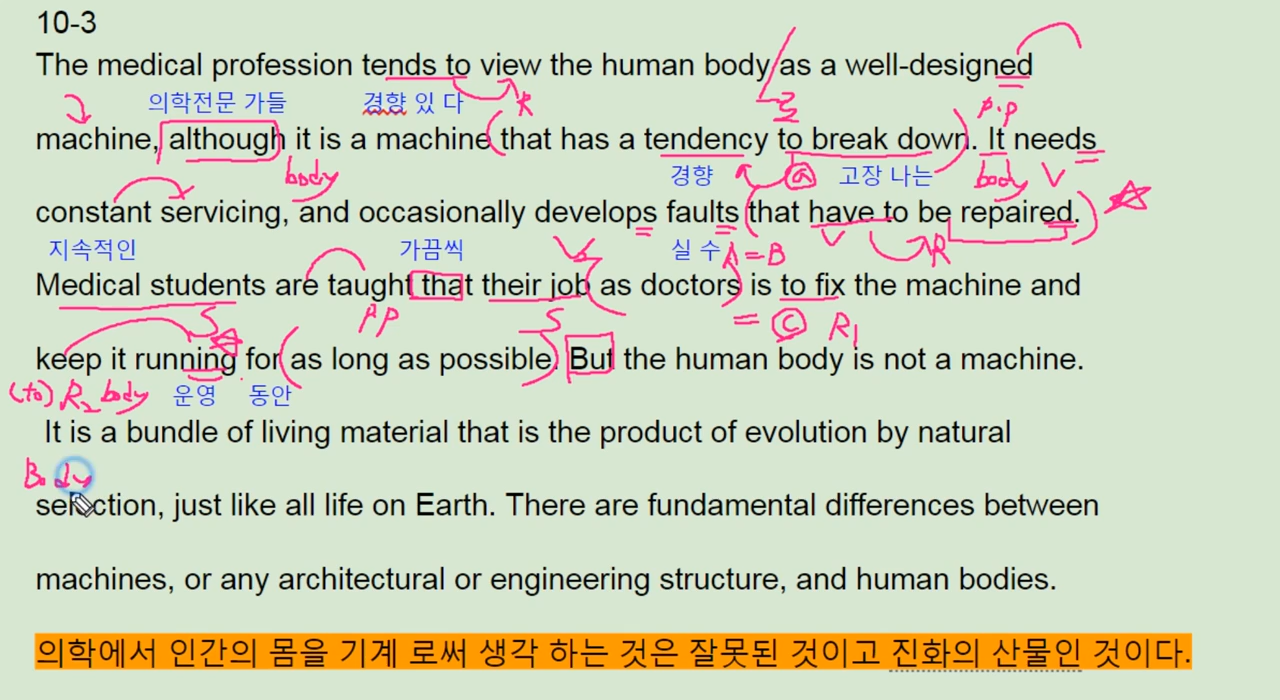 10-3
The medical profession tends to view the human body as a well-designed
의학전문 가들 경향 있 다 R 로 p.p
machine, although it is a machine that has a tendency to break down. It needs
body 경향 ⓐ 고장 나는 body V
constant servicing, and occasionally develops faults that have to be repaired.
지속적인 가끔씩 V₂ 실 수 A=B V R
Medical students are taught that their job as doctors is to fix the machine and
S PP S = ⓒ R1
keep it running for as long as possible. But the human body is not a machine.
(to) R2 body 운영 동안
It is a bundle of living material that is the product of evolution by natural
Body
selection, just like all life on Earth. There are fundamental differences between
machines, or any architectural or engineering structure, and human bodies.
의학에서 인간의 몸을 기계 로써 생각 하는 것은 잘못된 것이고 진화의 산물인 것이다.